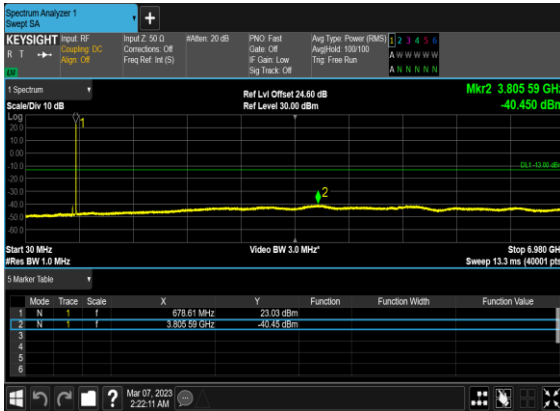 Spectrum Analyzer 1
Swept SA
KEYSIGHT Input: RF Input Z: 50 Ω #Atten: 20 dB PNO: Fast Avg Type: Power (RMS) 1 2 3 4 5 6
R T Coupling: DC Corrections: Off Gate: Off Avg|Hold: 100/100 A W W W W W
Align: Off Freq Ref: Int (S) IF Gain: Low Trig: Free Run
Sig Track: Off A N N N N N
1 Spectrum
Ref Lvl Offset 24.60 dB Mkr2 3.805 59 GHz
Scale/Div 10 dB Ref Level 30.00 dBm -40.450 dBm
Log
1
20.0
10.0
0.00
-10.0
DL1 -13.00 dBm
-20.0
-30.0
2
-40.0
-50.0
-60.0
Start 30 MHz Video BW 3.0 MHz* Stop 6.980 GHz
#Res BW 1.0 MHz Sweep 13.3 ms (40001 pts)
5 Marker Table
Mode Trace Scale X Y Function Function Width Function Value
1 N 1 f 678.61 MHz 23.03 dBm
2 N 1 f 3.805 59 GHz -40.45 dBm
3
4
5
6
Mar 07, 2023
2:22:11 AM